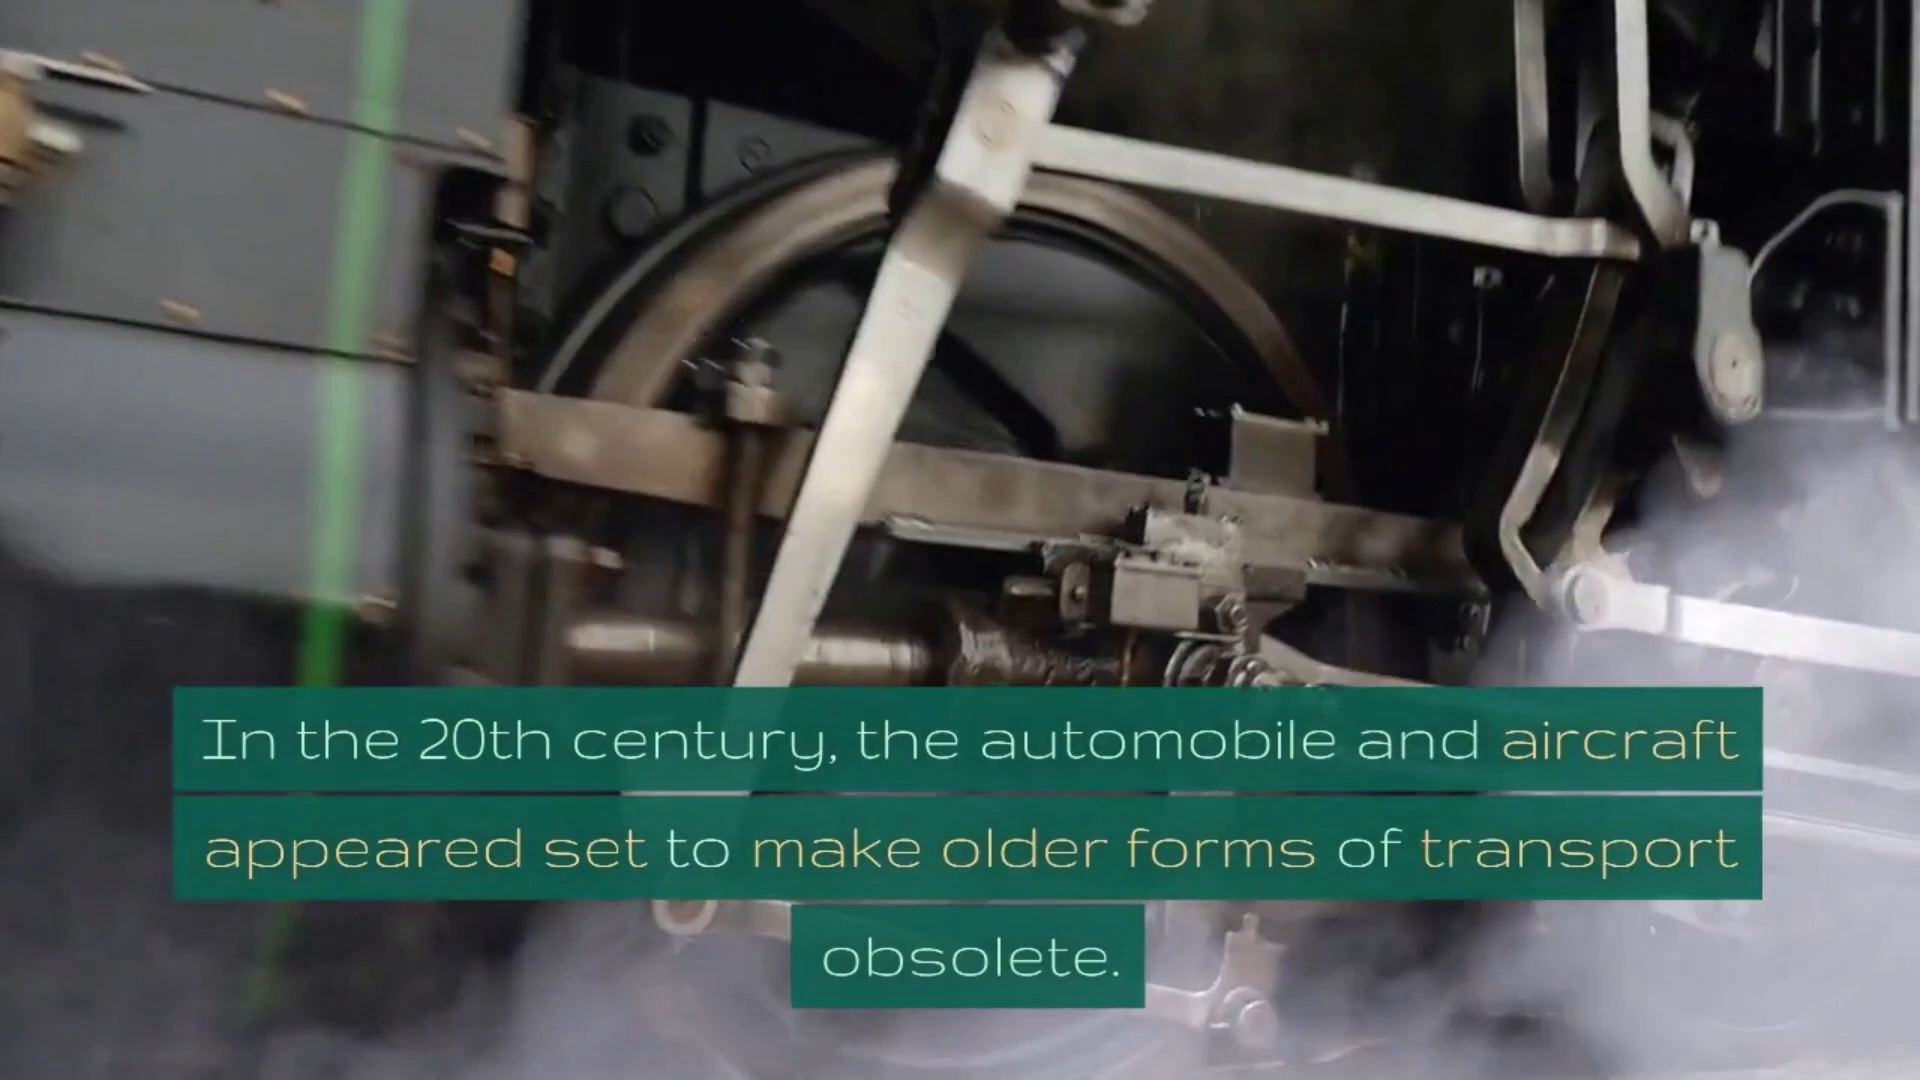 In the 20th century, the automobile and aircraft
appeared set to make older forms of transport
obsolete.